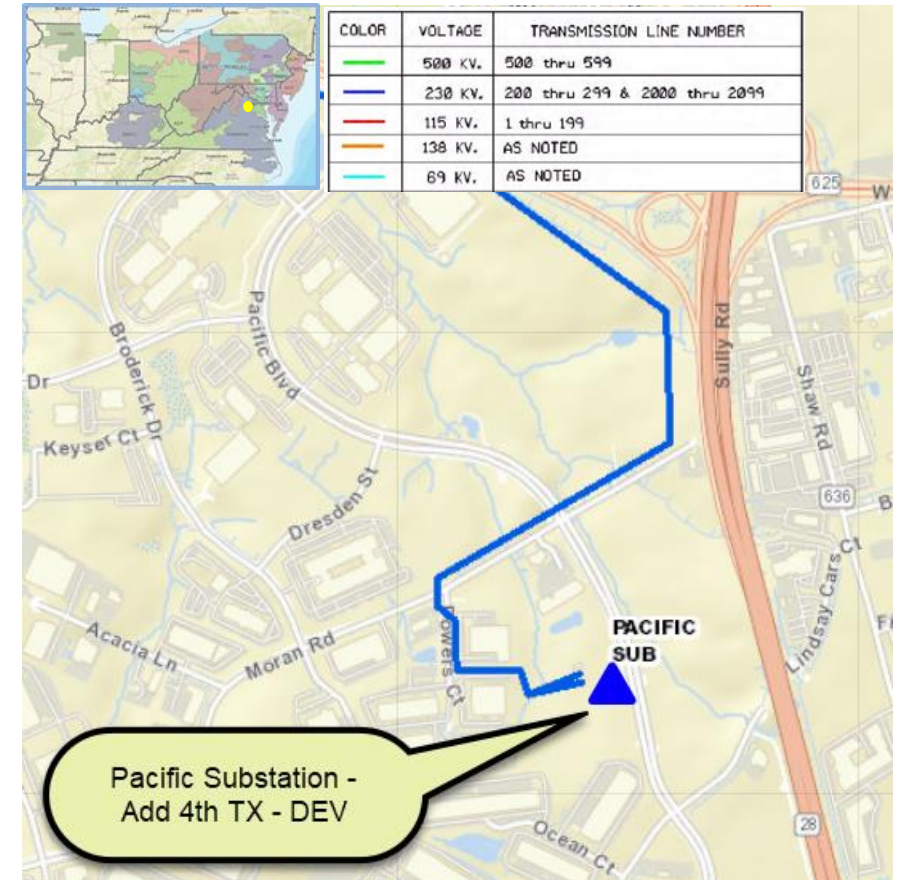 COLOR VOLTAGE TRANSMISSION LINE NUMBER
500 KV. 500 thru 599
230 KV. 200 thru 299 & 2000 thru 2099
115 KV. 1 thru 199
138 KV. AS NOTED
69 KV. AS NOTED
625
W
Sully Rd
Pacific Blvd
Broderick Dr
Dr
Shaw Rd
Keyser Ct
Dresden St
636
B
Lindsay Cars Ct
Acacia Ln
Moran Rd
Powers Ct
PACIFIC
SUB
Pacific Substation -
Add 4th TX - DEV
Ocean Ct
28